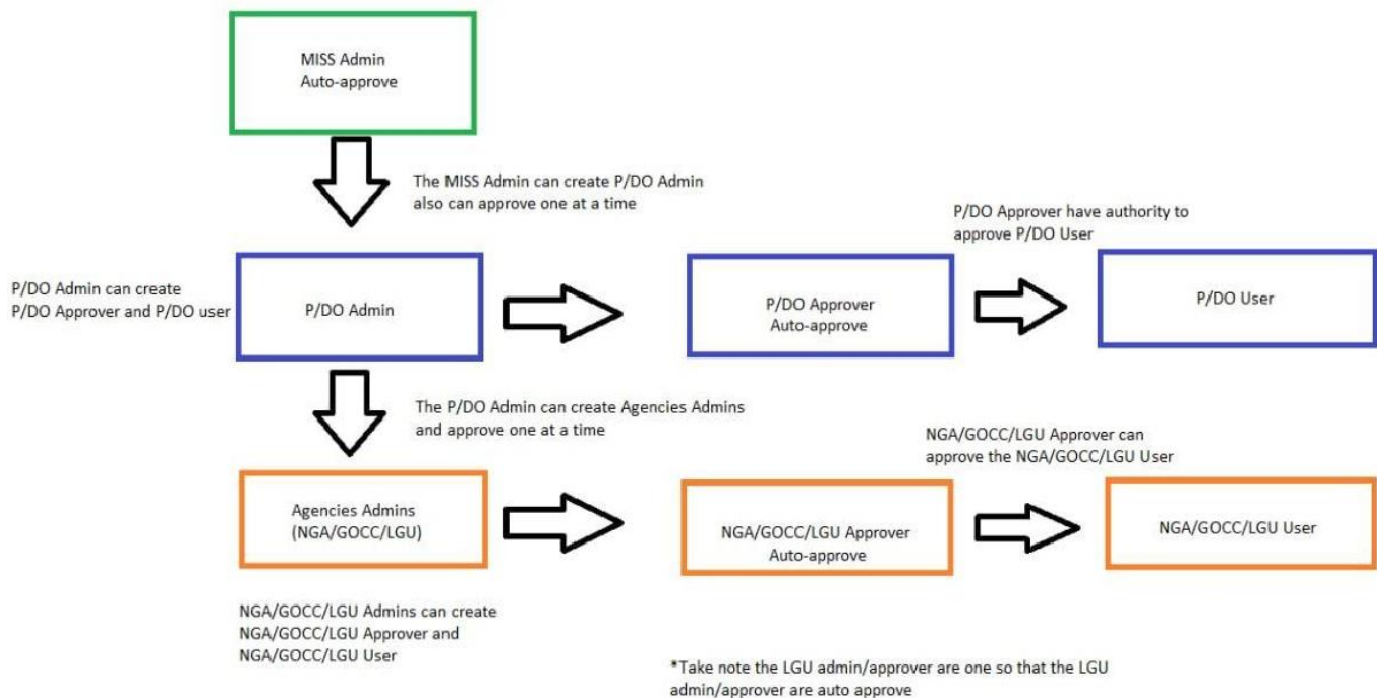 MISS Admin
Auto-approve
The MISS Admin can create P/DO Admin
also can approve one at a time
P/DO Approver have authority to
approve P/DO User
P/DO Admin can create
P/DO Approver and P/DO user
P/DO Admin
P/DO Approver
Auto-approve
P/DO User
The P/DO Admin can create Agencies Admins
and approve one at a time
NGA/GOCC/LGU Approver can
approve the NGA/GOCC/LGU User
Agencies Admins
(NGA/GOCC/LGU)
NGA/GOCC/LGU Approver
Auto-approve
NGA/GOCC/LGU User
NGA/GOCC/LGU Admins can create
NGA/GOCC/LGU Approver and
NGA/GOCC/LGU User
*Take note the LGU admin/approver are one so that the LGU
admin/approver are auto approve